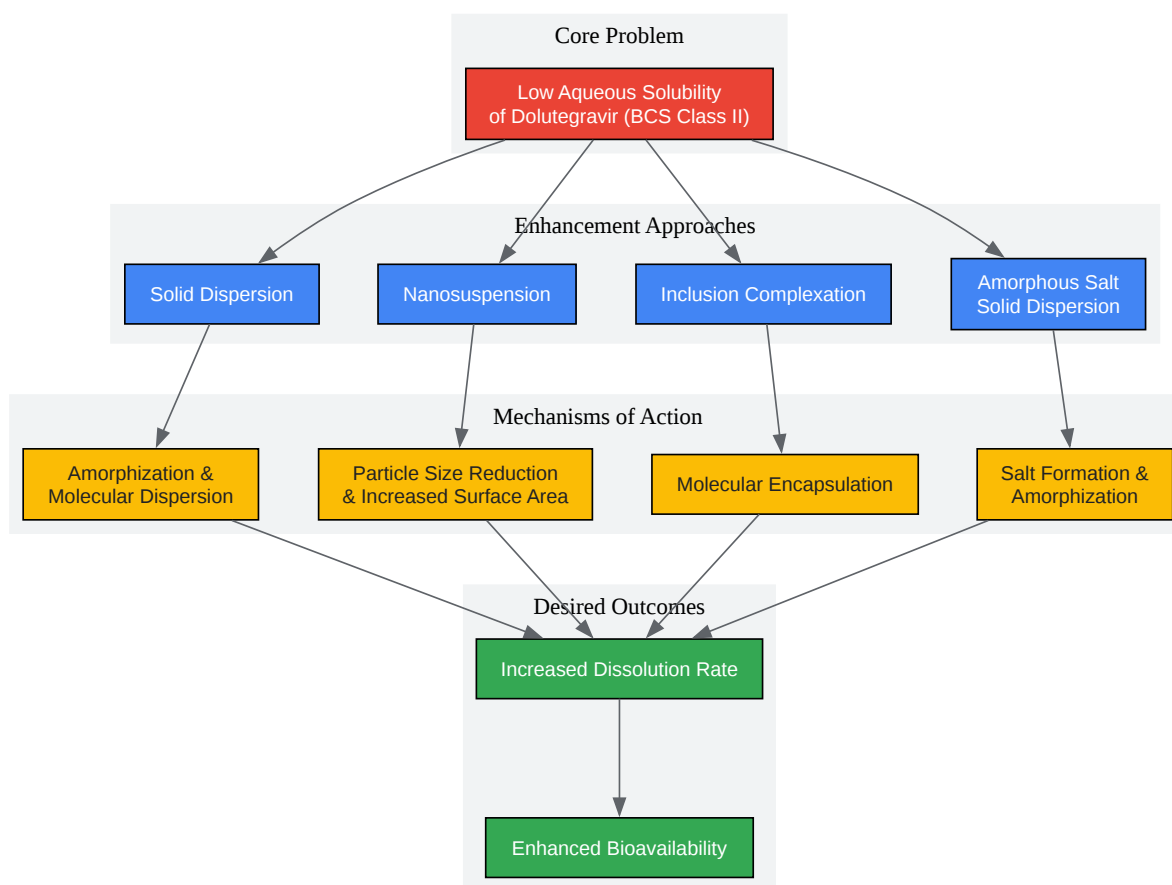 Core Problem
Low Aqueous Solubility
of Dolutegravir (BCS Class II)
Enhancement Approaches
Solid Dispersion
Nanosuspension
Inclusion Complexation
Amorphous Salt
Solid Dispersion
Mechanisms of Action
Amorphization &
Molecular Dispersion
Particle Size Reduction
& Increased Surface Area
Molecular Encapsulation
Salt Formation &
Amorphization
Desired Outcomes
Increased Dissolution Rate
Enhanced Bioavailability